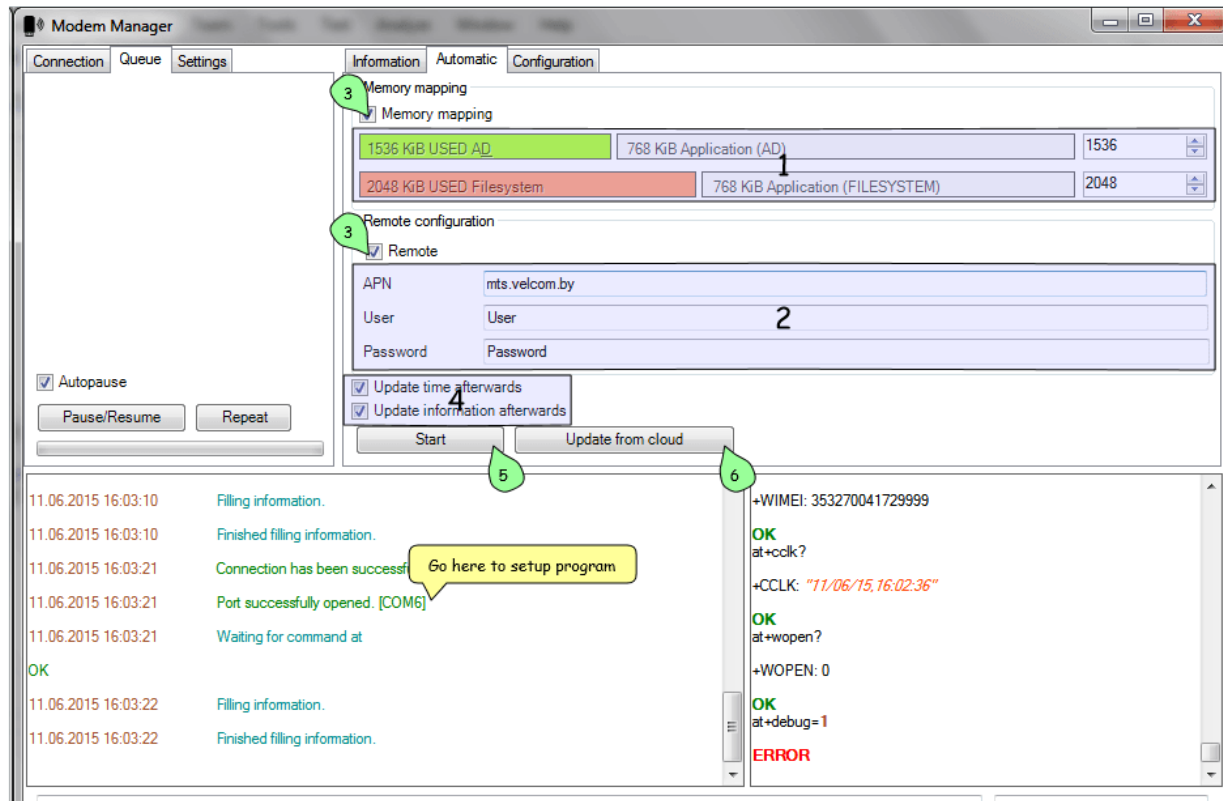 Modem Manager
Connection Queue Settings
Information Automatic Configuration
Memory mapping
3
Memory mapping
1536 KiB USED AD 768 KiB Application (AD) 1536
1
2048 KiB USED Filesystem 768 KiB Application (FILESYSTEM) 2048
Remote configuration
3
Remote
APN mts.velcom.by
User User
2
Password Password
Autopause
Update time afterwards
4
Update information afterwards
Pause/Resume Repeat
Start Update from cloud
5 6
11.06.2015 16:03:10 Filling information.
11.06.2015 16:03:10 Finished filling information.
11.06.2015 16:03:21 Connection has been
Go here to setup program
11.06.2015 16:03:21 Port successfully opened. [COM6]
11.06.2015 16:03:21 Waiting for command at
OK
11.06.2015 16:03:22 Filling information.
11.06.2015 16:03:22 Finished filling information.
+WIMEI: 353270041729999
OK
at+cclk?
+CCLK: "11/06/15,16:02:36"
OK
at+wopen?
+WOPEN: 0
OK
at+debug=1
ERROR